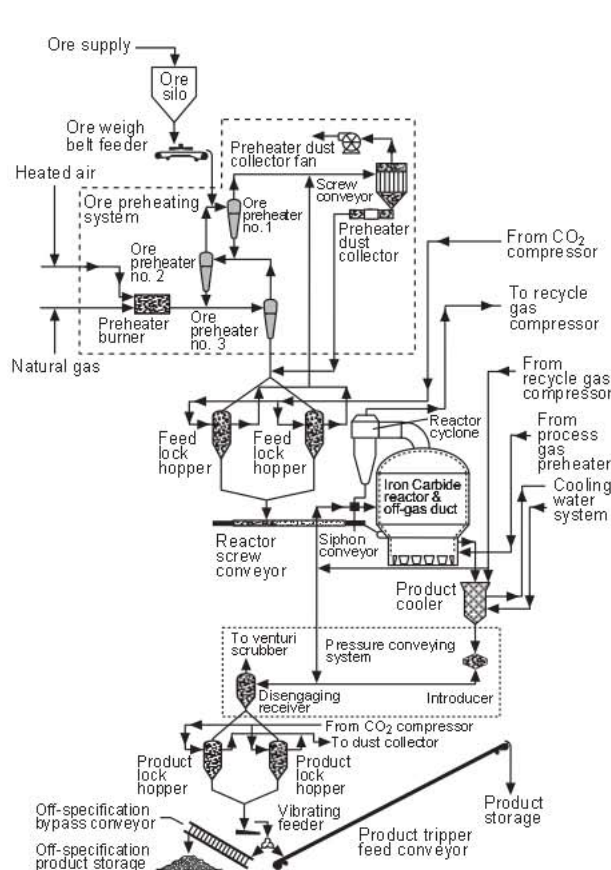 Ore supply
Ore
silo
Ore weigh
belt feeder
Preheater dust
collector fan
Heated air
Ore preheating
system
Ore
preheater
no. 1
Screw
conveyor
Preheater
dust
collector
From CO2
compressor
Ore
preheater
no. 2
To recycle
gas
compressor
Preheater
burner
Ore
preheater
no. 3
Natural gas
From
recycle gas
compressor
Feed
lock
hopper
Feed
lock
hopper
Reactor
cyclone
From
process
gas
preheater
Iron Carbide
reactor &
off-gas duct
Cooling
water
system
Reactor
screw
conveyor
Siphon
conveyor
Product
cooler
To venturi
scrubber
Pressure conveying
system
Disengaging
receiver
Introducer
From CO2 compressor
To dust collector
Product
lock
hopper
Product
lock
hopper
Off-specification
bypass conveyor
Vibrating
feeder
Product
storage
Product tripper
feed conveyor
Off-specification
product storage